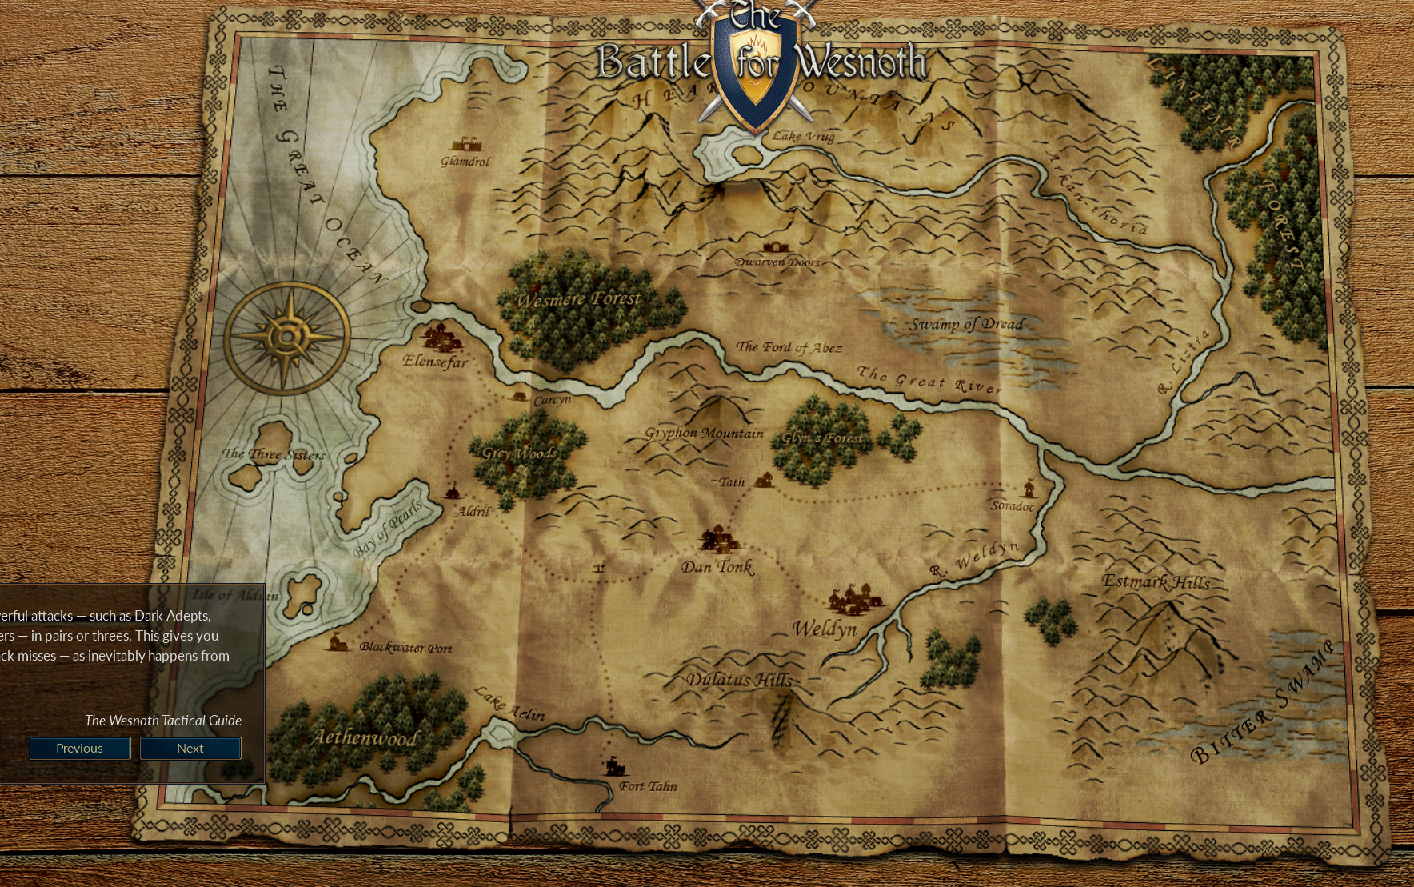 The
Battle for Wesnoth
THE GREAT OCEAN
Glamdrol
Lake Vrug
Arkan-thoria
FOREST
Dwarven Doors
Wesmere Forest
Swamp of Dread
R. Listra
Elensefar
The Ford of Abez
The Great River
Carcyn
Gryphon Mountain
Glyn's Forest
Grey Woods
The Three Sisters
Tath
Soradoc
Aldril
Bay of Pearls
Dan Tonk
R. Weldyn
Estmark Hills
Isle of Alduin
Weldyn
Blackwater Port
Dulatus Hills
BITTER SWAMP
Lake Aelin
Aethenwood
Fort Tahn
attacks — such as Dark Adepts,
— in pairs or threes. This gives you
misses — as inevitably happens from
The Wesnoth Tactical Guide
Previous
Next